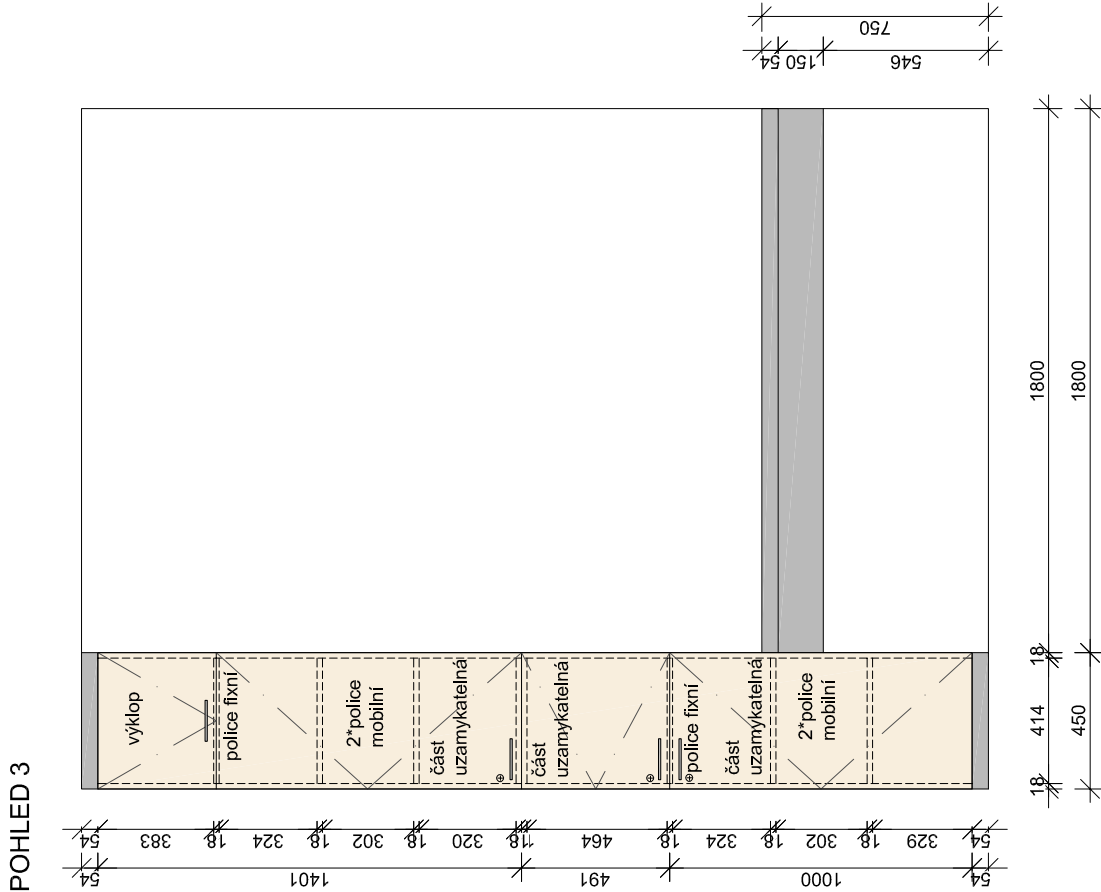 POHLED 3
750
54
150
546
1800
1800
18
414
18
450
výklop
police fixní
2*police
mobilní
část
uzamykatelná
část
uzamykatelná
police fixní
část
uzamykatelná
2*police
mobilní
54
383
18
324
18
302
18
320
18
464
18
324
18
302
18
329
54
54
1401
491
1000
54